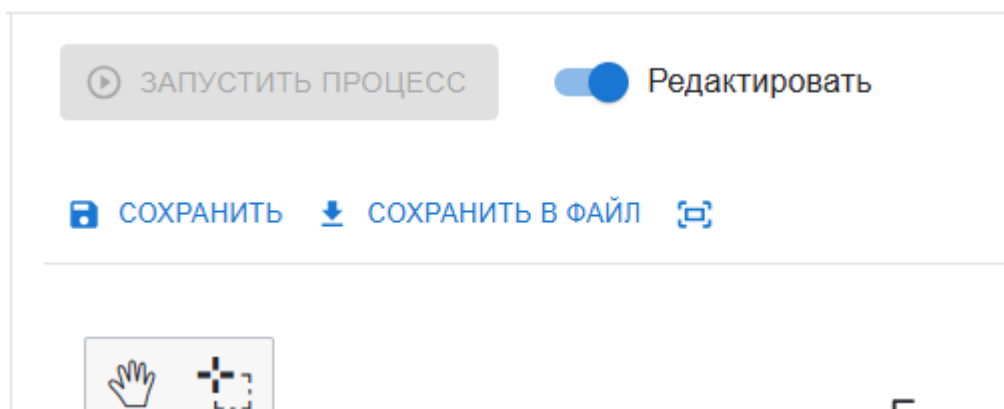 ЗАПУСТИТЬ ПРОЦЕСС Редактировать
СОХРАНИТЬ СОХРАНИТЬ В ФАЙЛ